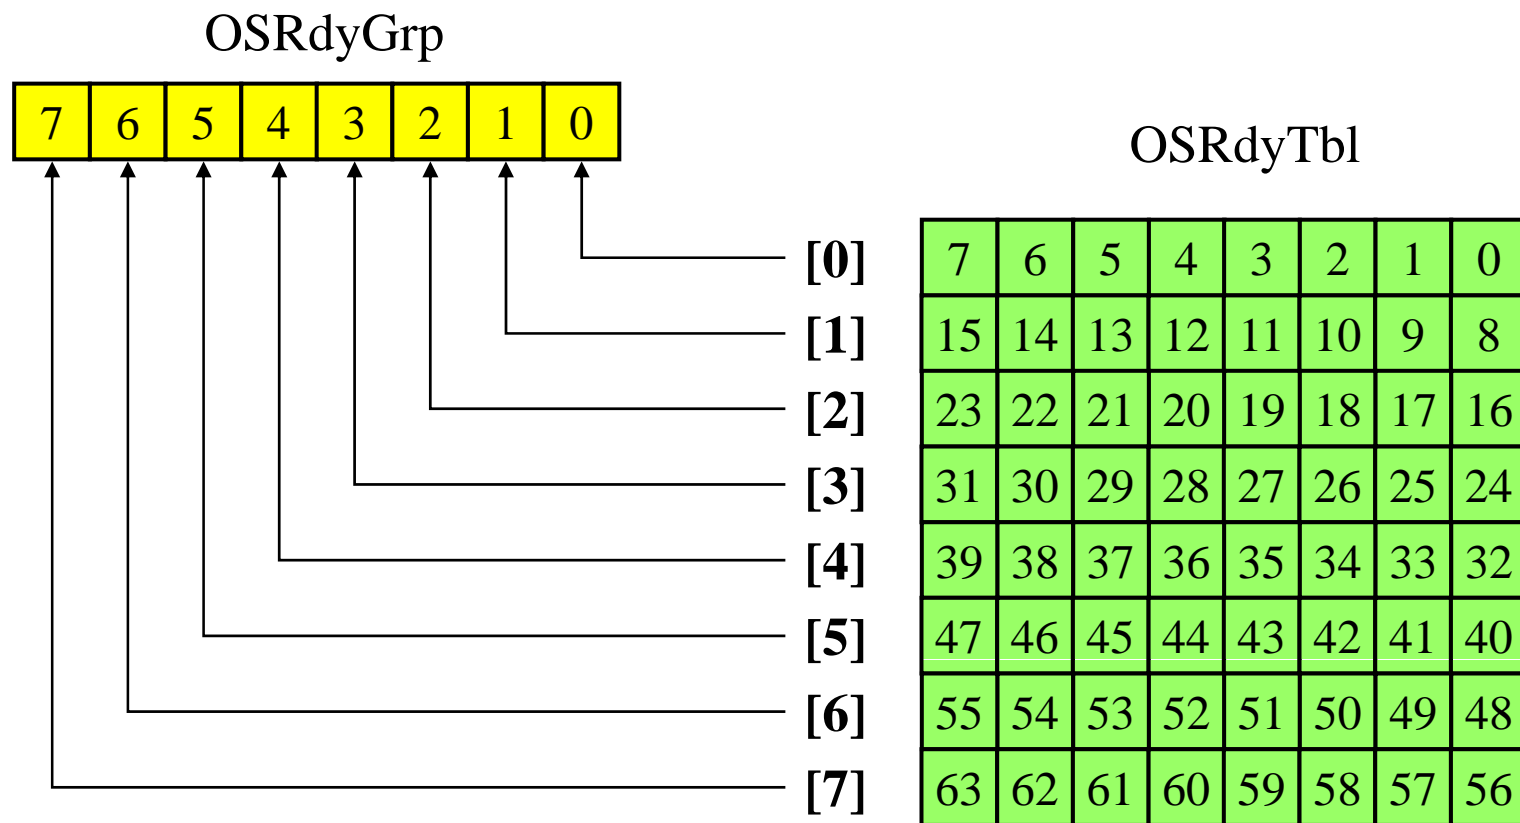 OSRdyGrp
7 6 5 4 3 2 1 0
OSRdyTbl
[0] 7 6 5 4 3 2 1 0
[1] 15 14 13 12 11 10 9 8
[2] 23 22 21 20 19 18 17 16
[3] 31 30 29 28 27 26 25 24
[4] 39 38 37 36 35 34 33 32
[5] 47 46 45 44 43 42 41 40
[6] 55 54 53 52 51 50 49 48
[7] 63 62 61 60 59 58 57 56